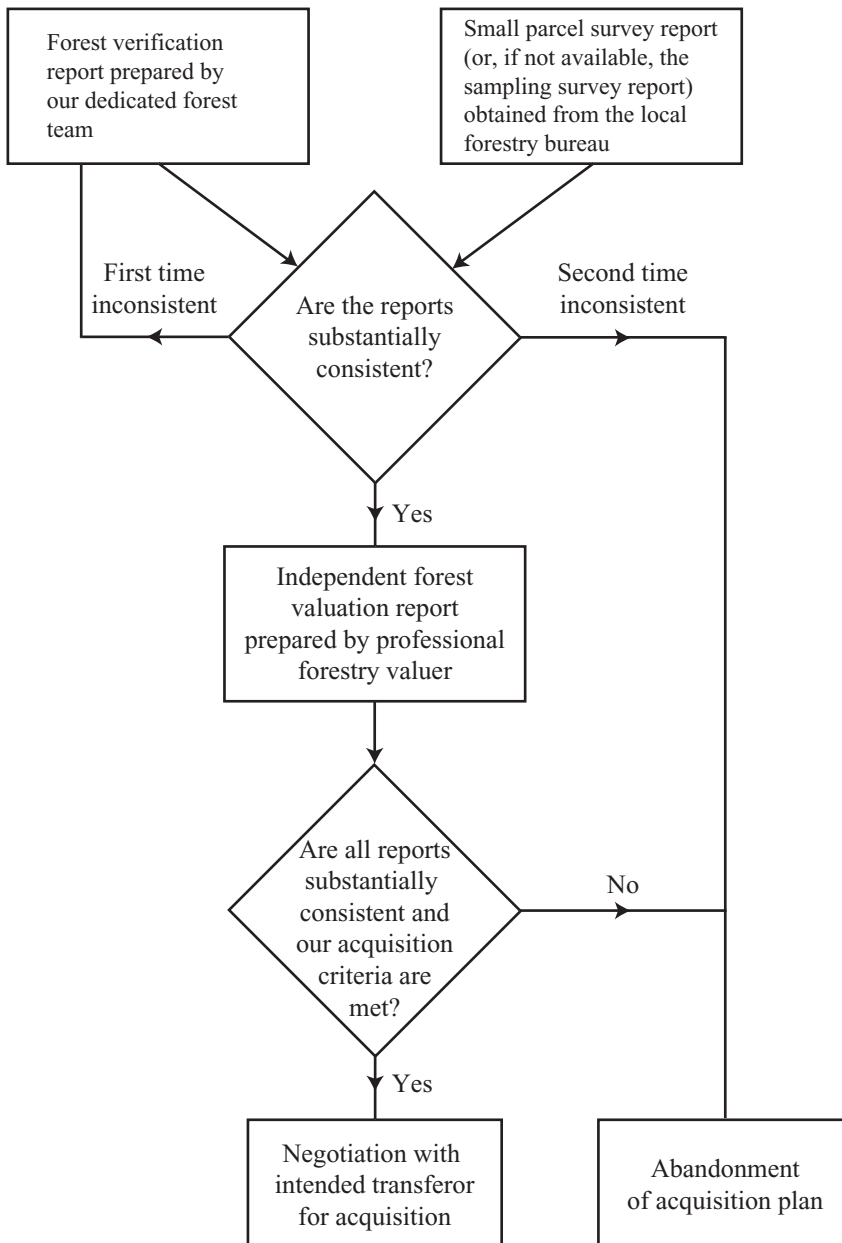 Forest verification
report prepared by
our dedicated forest
team
Small parcel survey report
(or, if not available, the
sampling survey report)
obtained from the local
forestry bureau
First time
inconsistent
Second time
inconsistent
Are the reports
substantially
consistent?
Yes
Independent forest
valuation report
prepared by professional
forestry valuer
Are all reports
substantially
consistent and
our acquisition
criteria are
met?
No
Yes
Negotiation with
intended transferor
for acquisition
Abandonment
of acquisition plan